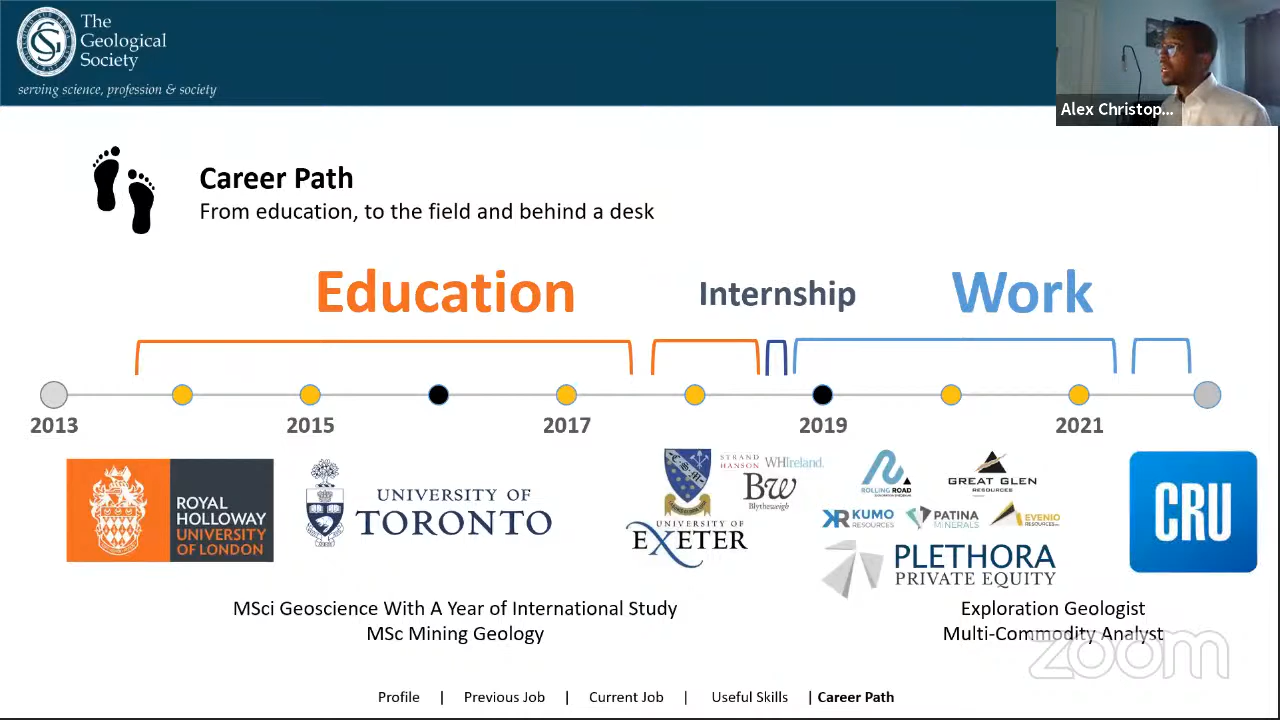 The
Geological
Society
serving science, profession & society
Alex Christop...
Career Path
From education, to the field and behind a desk
Education
Internship
Work
2013
2015
2017
2019
2021
ROYAL
HOLLOWAY
UNIVERSITY
OF LONDON
UNIVERSITY OF
TORONTO
C.S.M.
UNIVERSITY OF
EXETER
STRAND
HANSON
WHIreland.
BW
Blytheweigh
ROLLING ROAD
GREAT GLEN
RESOURCES
KUMO
RESOURCES
PATINA
MINERALS
EVENIO
RESOURCES
PLETHORA
PRIVATE EQUITY
CRU
MSci Geoscience With A Year of International Study
MSc Mining Geology
Exploration Geologist
Multi-Commodity Analyst
zoom
Profile | Previous Job | Current Job | Useful Skills | Career Path